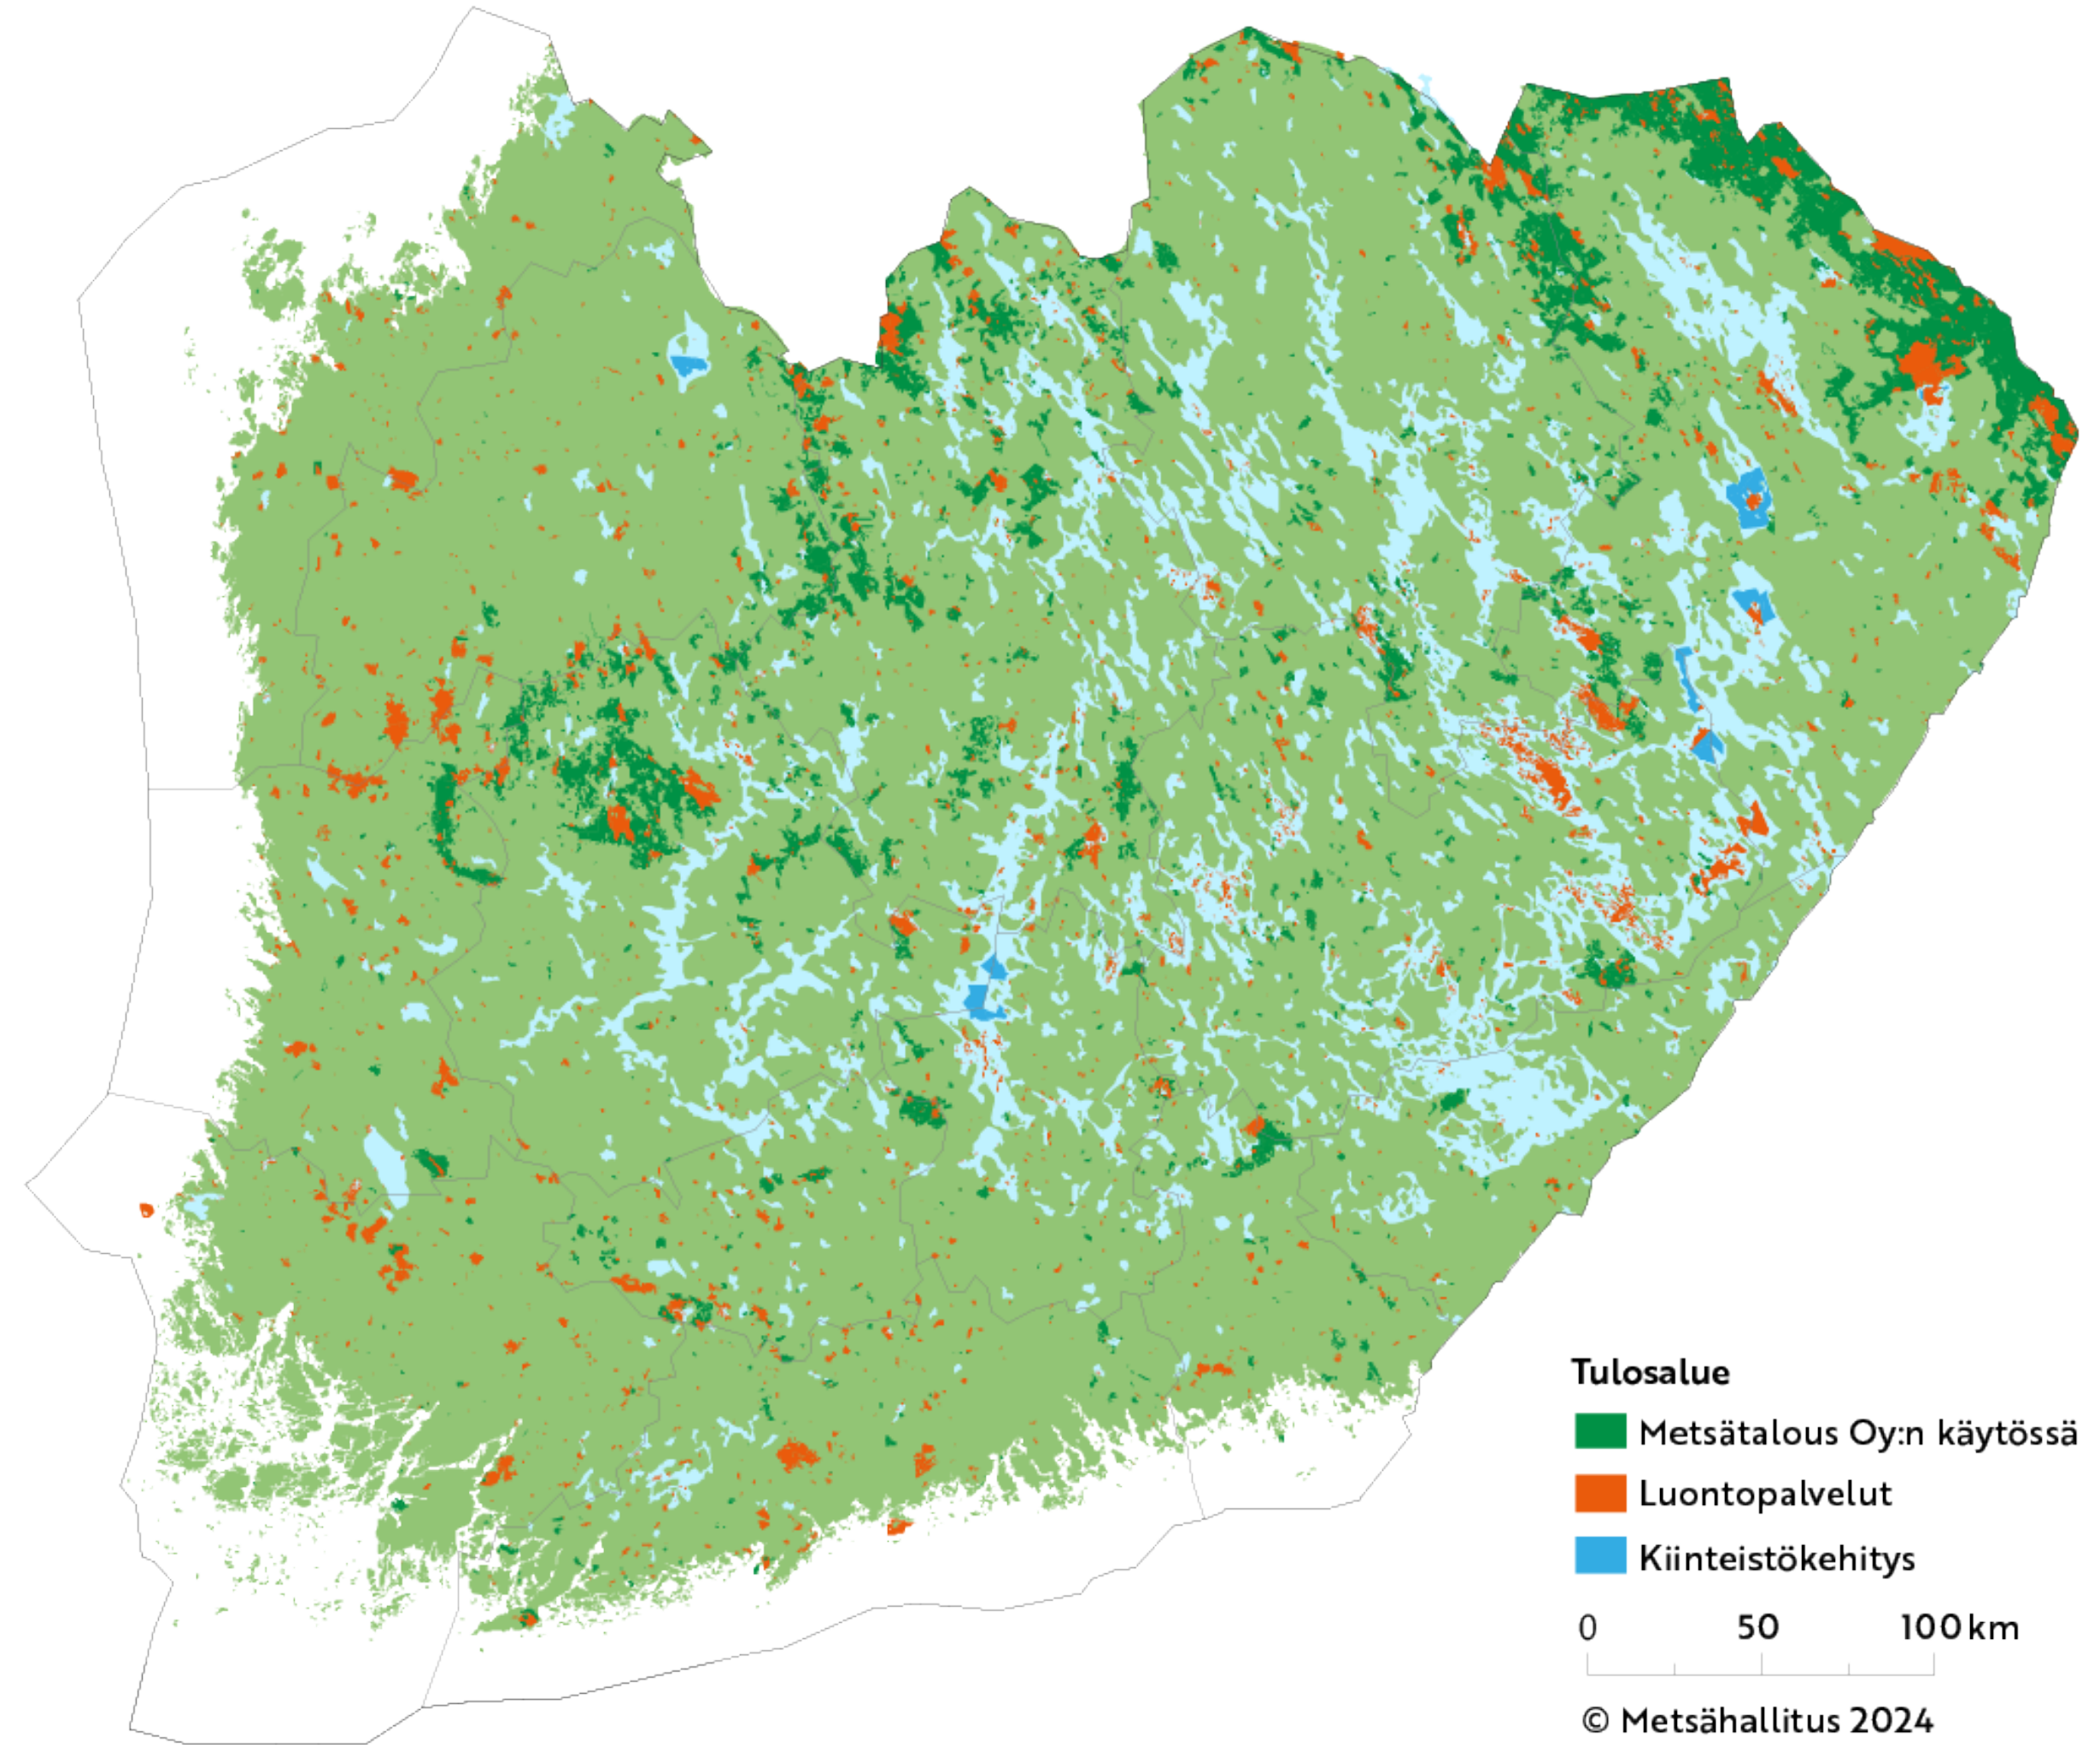 Tulosalue
Metsätalous Oy:n käytössä
Luontopalvelut
Kiinteistökehitys
0 50 100 km
© Metsähallitus 2024